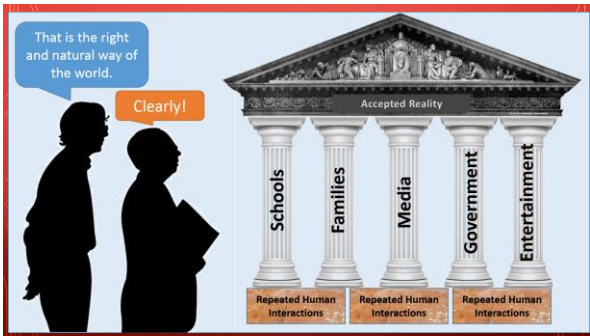 That is the right
and natural way of
the world.
Clearly!
Accepted Reality
Schools
Families
Media
Government
Entertainment
Repeated Human
Interactions
Repeated Human
Interactions
Repeated Human
Interactions